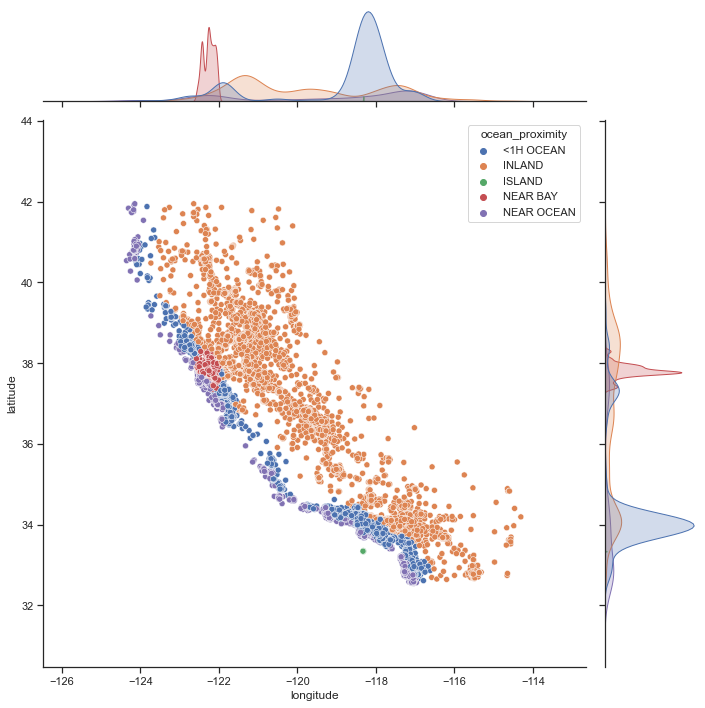 ocean_proximity
<1H OCEAN
INLAND
ISLAND
NEAR BAY
NEAR OCEAN
44
42
40
38
36
34
32
latitude
−126
−124
−122
−120
−118
−116
−114
longitude